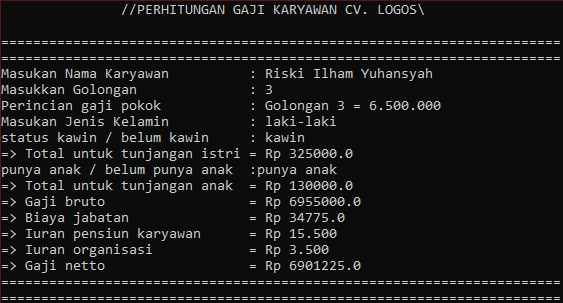 //PERHITUNGAN GAJI KARYAWAN CV. LOGOS\
======================================================================
======================================================================
Masukan Nama Karyawan          : Riski Ilham Yuhansyah
Masukkan Golongan              : 3
Perincian gaji pokok           : Golongan 3 = 6.500.000
Masukan Jenis Kelamin          : laki-laki
status kawin / belum kawin     : kawin
=> Total untuk tunjangan istri = Rp 325000.0
punya anak / belum punya anak  :punya anak
=> Total untuk tunjangan anak  = Rp 130000.0
=> Gaji bruto                  = Rp 6955000.0
=> Biaya jabatan               = Rp 34775.0
=> Iuran pensiun karyawan      = Rp 15.500
=> Iuran organisasi            = Rp 3.500
=> Gaji netto                  = Rp 6901225.0
======================================================================
======================================================================